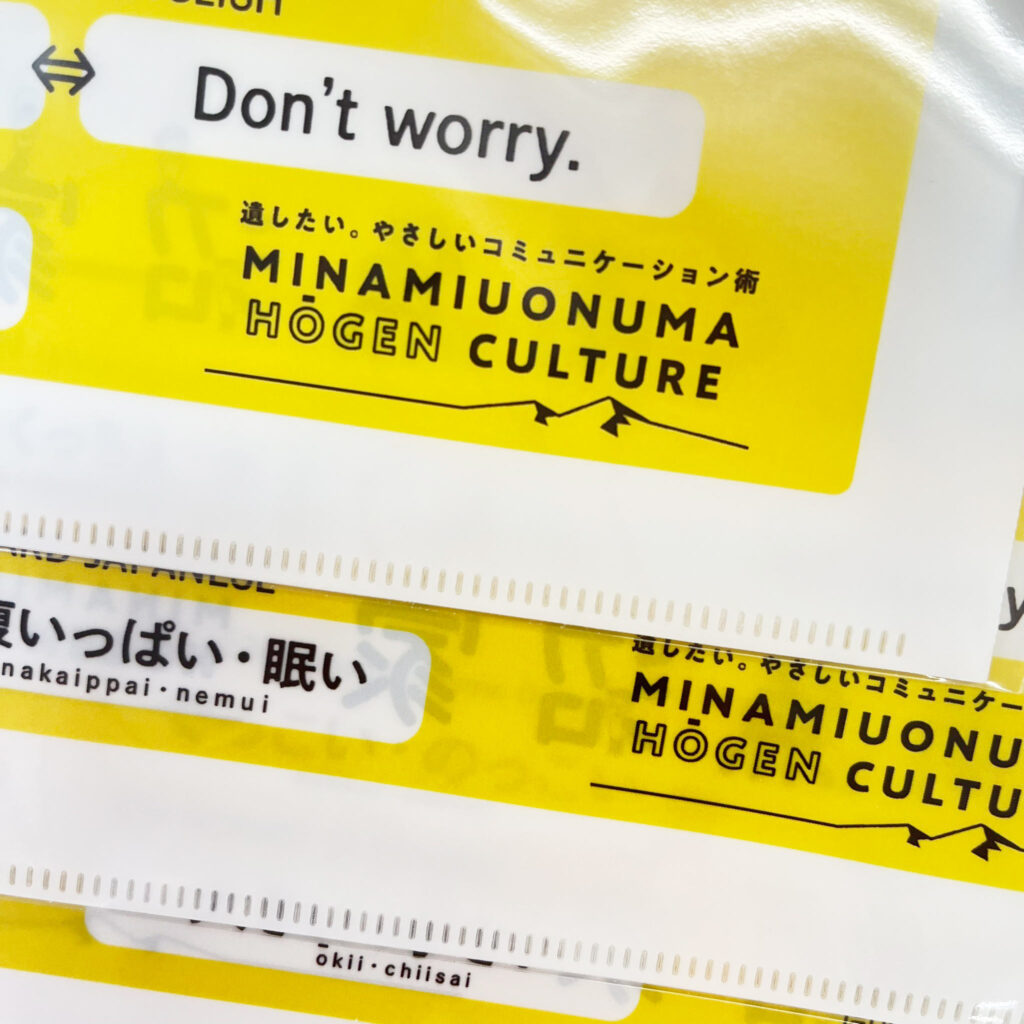 Don't worry.
遺したい。やさしいコミュニケーション術
MINAMIUONUMA
HŌGEN CULTURE
JAPANESE
腹いっぱい・眠い
nakaippai・nemui
遺したい。やさしいコミュニケー
MINAMIUONU
HŌGEN CULTU
ōkii・chiisai